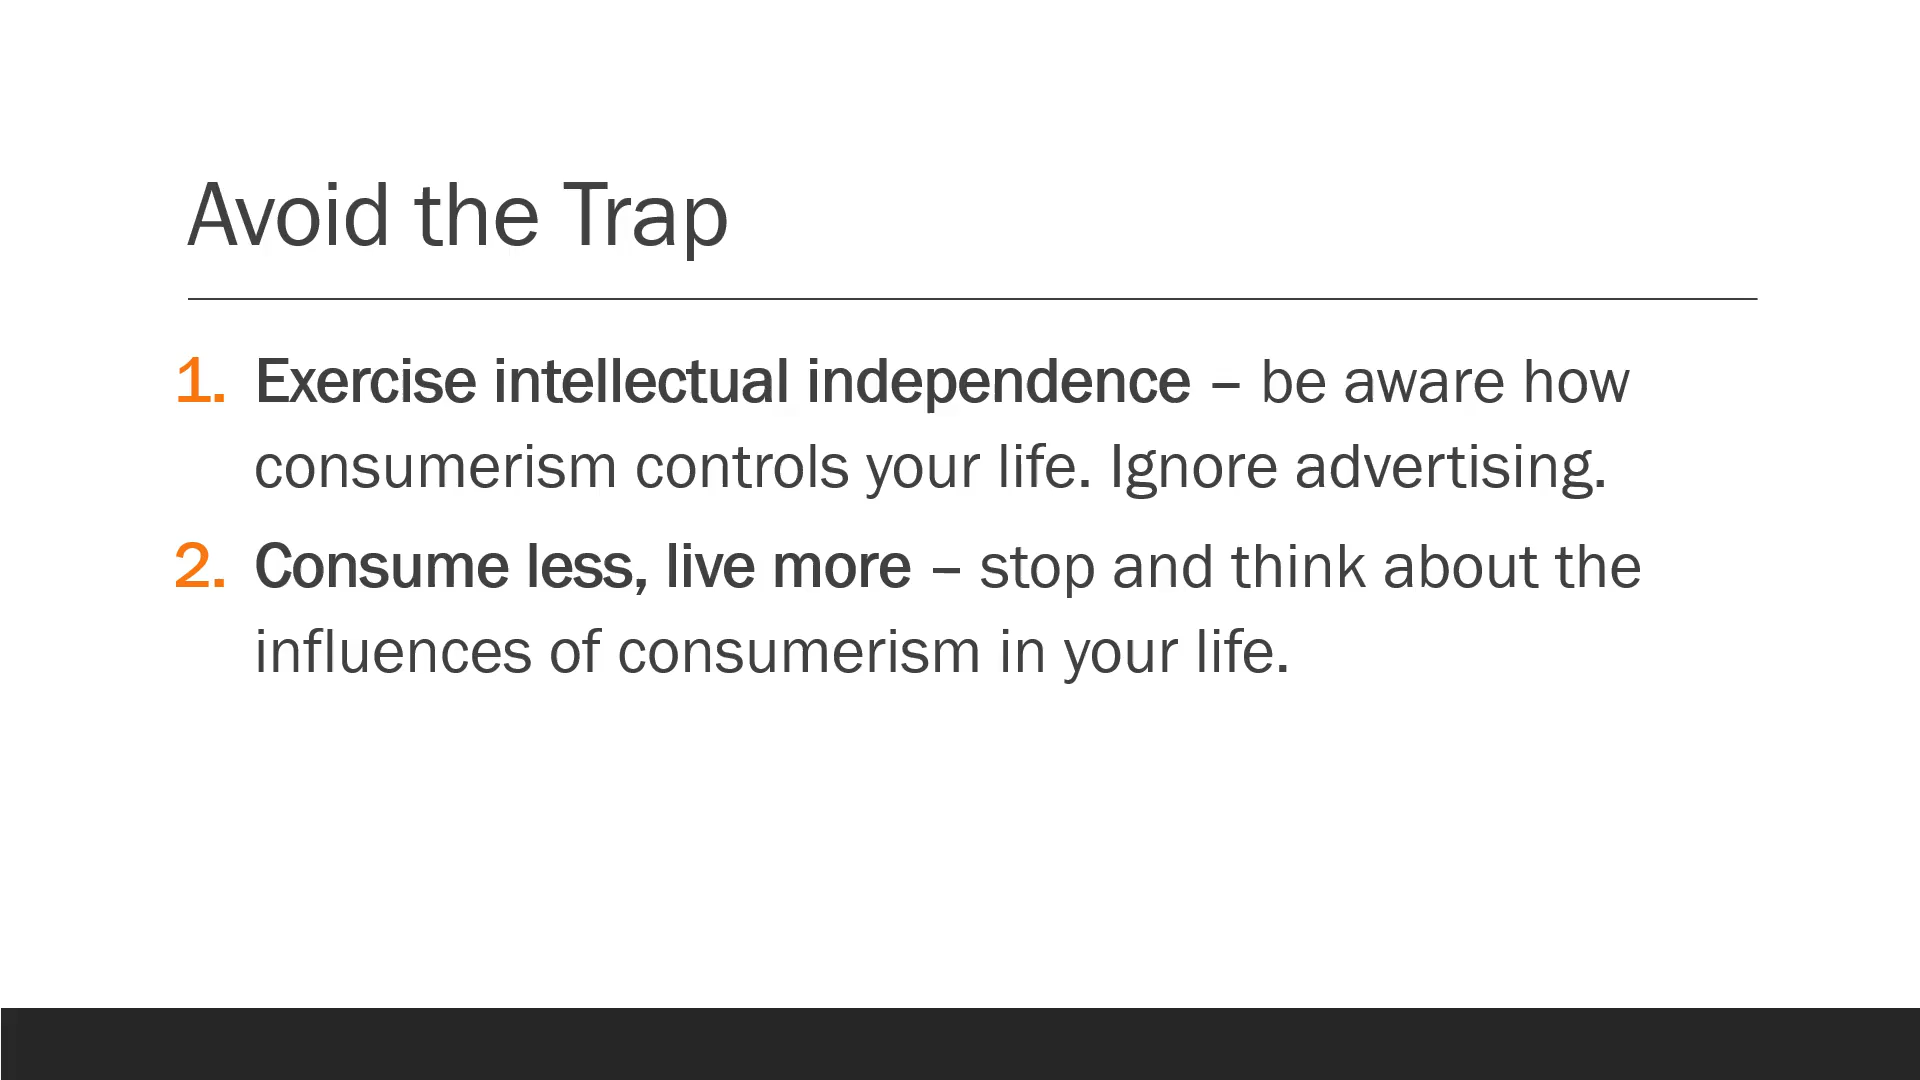 Avoid the Trap
1. Exercise intellectual independence – be aware how
consumerism controls your life. Ignore advertising.
2. Consume less, live more – stop and think about the
influences of consumerism in your life.